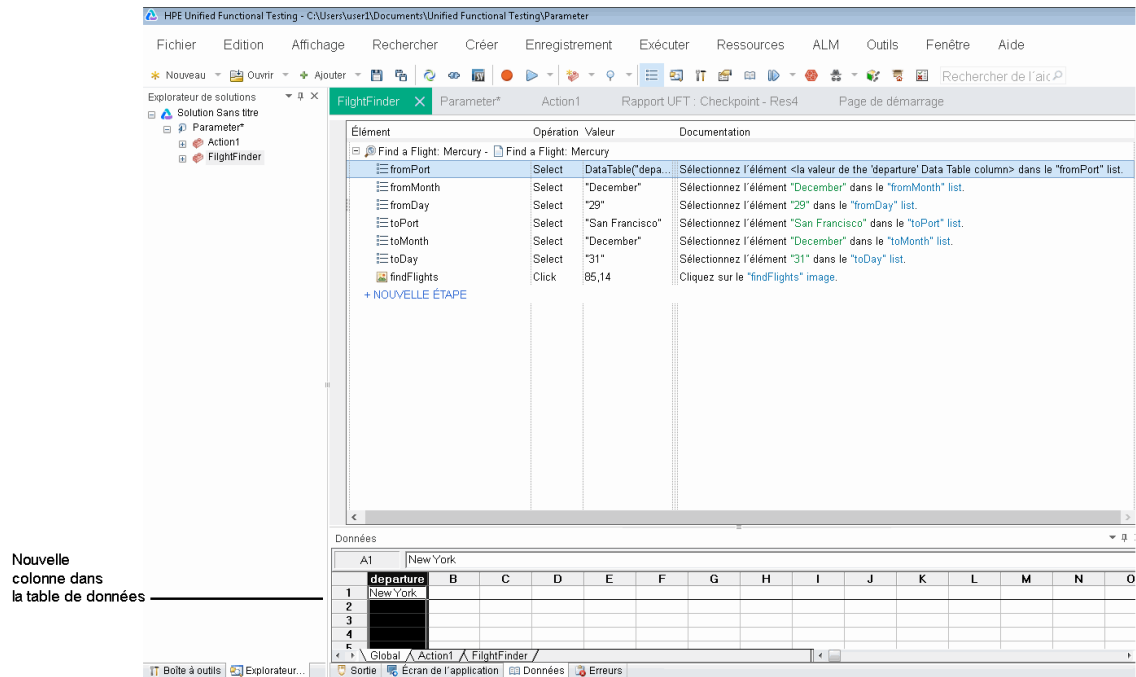 HPE Unified Functional Testing - C:\Users\user1\Documents\Unified Functional Testing\Parameter
Fichier Edition Affichage Rechercher Créer Enregistrement Exécuter Ressources ALM Outils Fenêtre Aide
Nouveau Ouvrir Ajouter Rechercher de l'aic
Explorateur de solutions
Solution Sans titre
Parameter*
Action1
FlightFinder
FlightFinder Parameter* Action1 Rapport UFT : Checkpoint - Res4 Page de démarrage
Élément Opération Valeur Documentation
Find a Flight: Mercury - Find a Flight: Mercury
fromPort Select DataTable("depa... Sélectionnez l'élément <la valeur de the 'departure' Data Table column> dans le "fromPort" list.
fromMonth Select "December" Sélectionnez l'élément "December" dans le "fromMonth" list.
fromDay Select "29" Sélectionnez l'élément "29" dans le "fromDay" list.
toPort Select "San Francisco" Sélectionnez l'élément "San Francisco" dans le "toPort" list.
toMonth Select "December" Sélectionnez l'élément "December" dans le "toMonth" list.
toDay Select "31" Sélectionnez l'élément "31" dans le "toDay" list.
findFlights Click 85,14 Cliquez sur le "findFlights" image.
+ NOUVELLE ÉTAPE
Données
A1 New York
departure B C D E F G H I J K L M N O
1 New York
2
3
4
5
Global Action1 FlightFinder
Nouvelle
colonne dans
la table de données
Boîte à outils Explorateur... Sortie Écran de l'application Données Erreurs